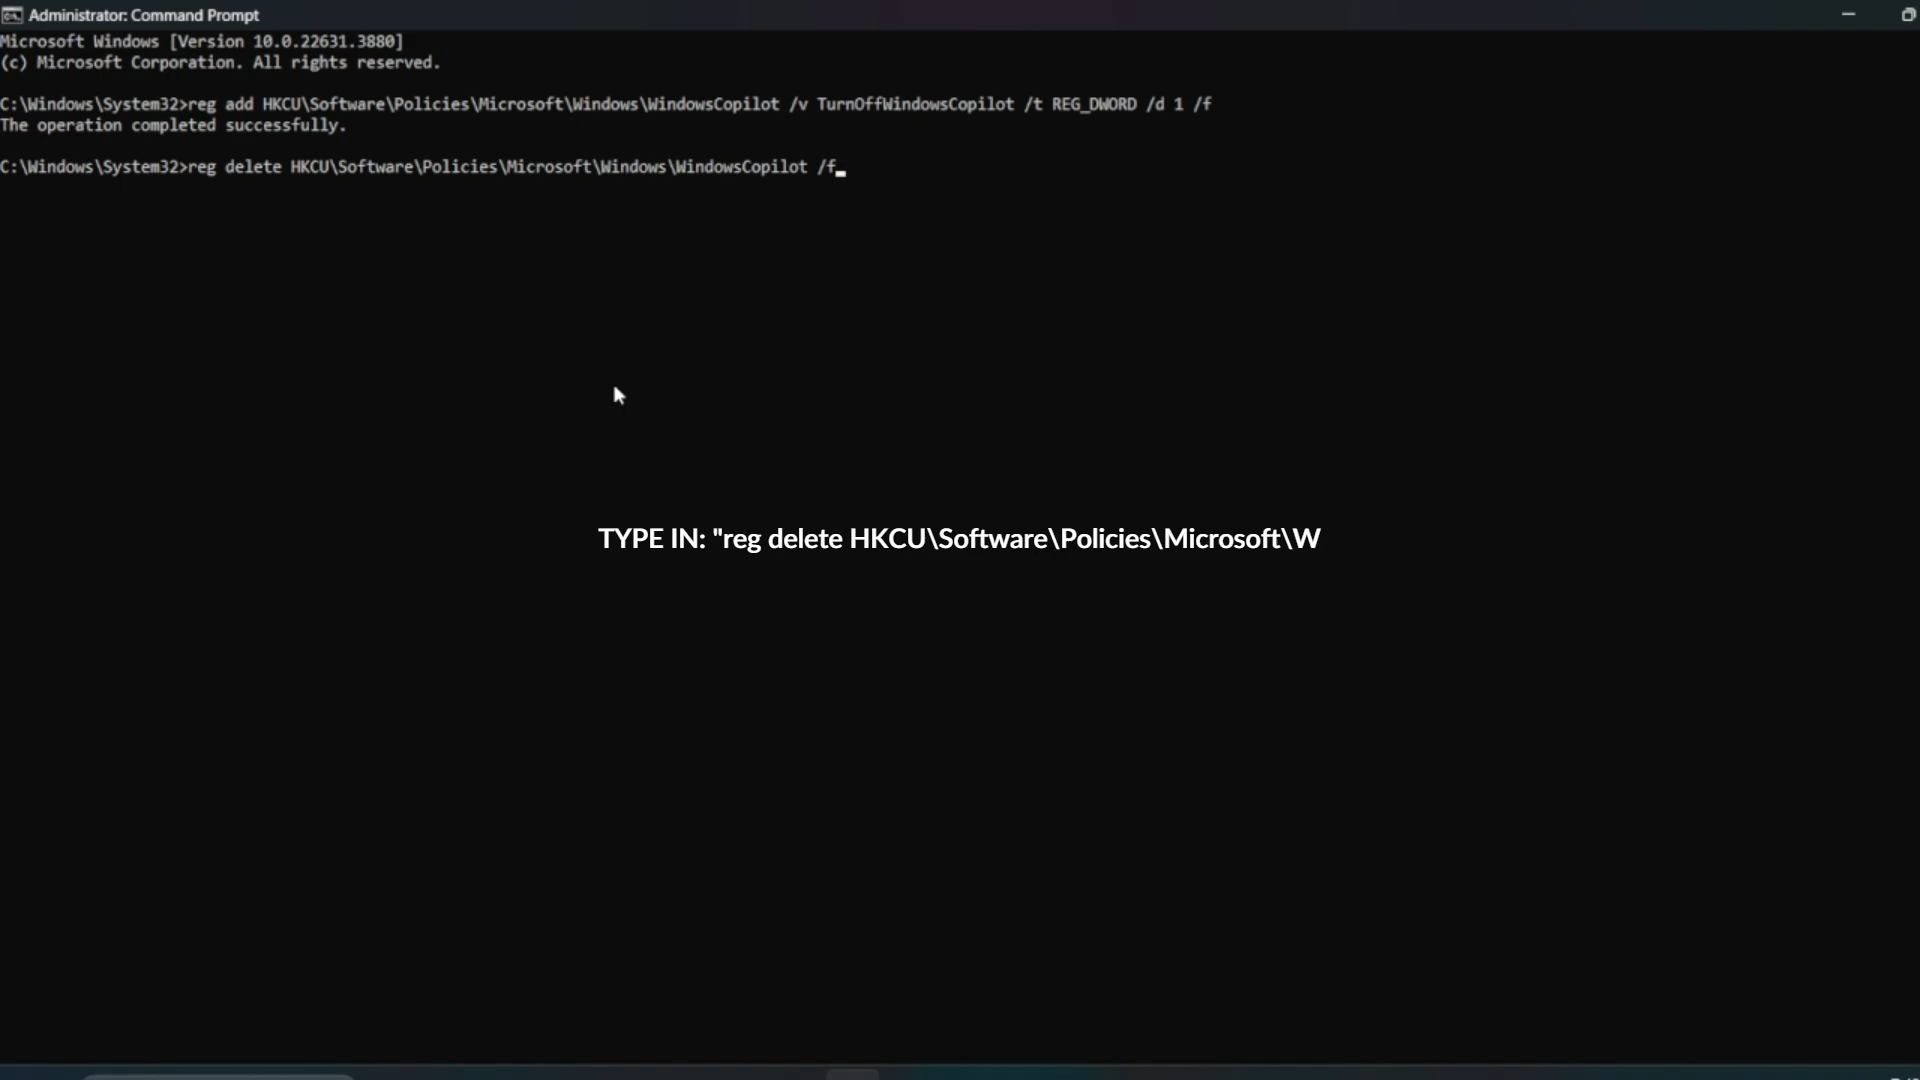 Administrator: Command Prompt
Microsoft Windows [Version 10.0.22631.3880]
(c) Microsoft Corporation. All rights reserved.
C:\Windows\System32>reg add HKCU\Software\Policies\Microsoft\Windows\WindowsCopilot /v TurnOffWindowsCopilot /t REG_DWORD /d 1 /f
The operation completed successfully.
C:\Windows\System32>reg delete HKCU\Software\Policies\Microsoft\Windows\WindowsCopilot /f
TYPE IN: "reg delete HKCU\Software\Policies\Microsoft\W